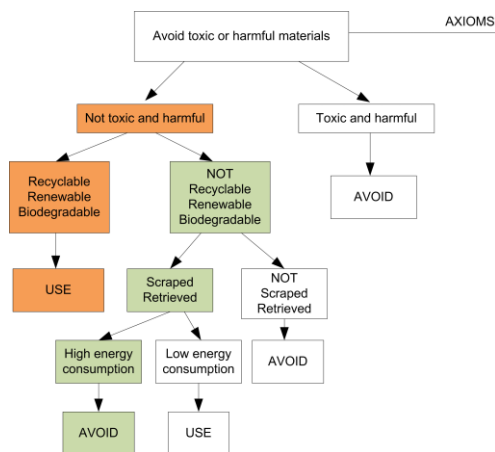 AXIOMS
Avoid toxic or harmful materials
Not toxic and harmful
Toxic and harmful
Recyclable
Renewable
Biodegradable
NOT
Recyclable
Renewable
Biodegradable
AVOID
USE
Scraped
Retrieved
NOT
Scraped
Retrieved
High energy
consumption
Low energy
consumption
AVOID
AVOID
USE